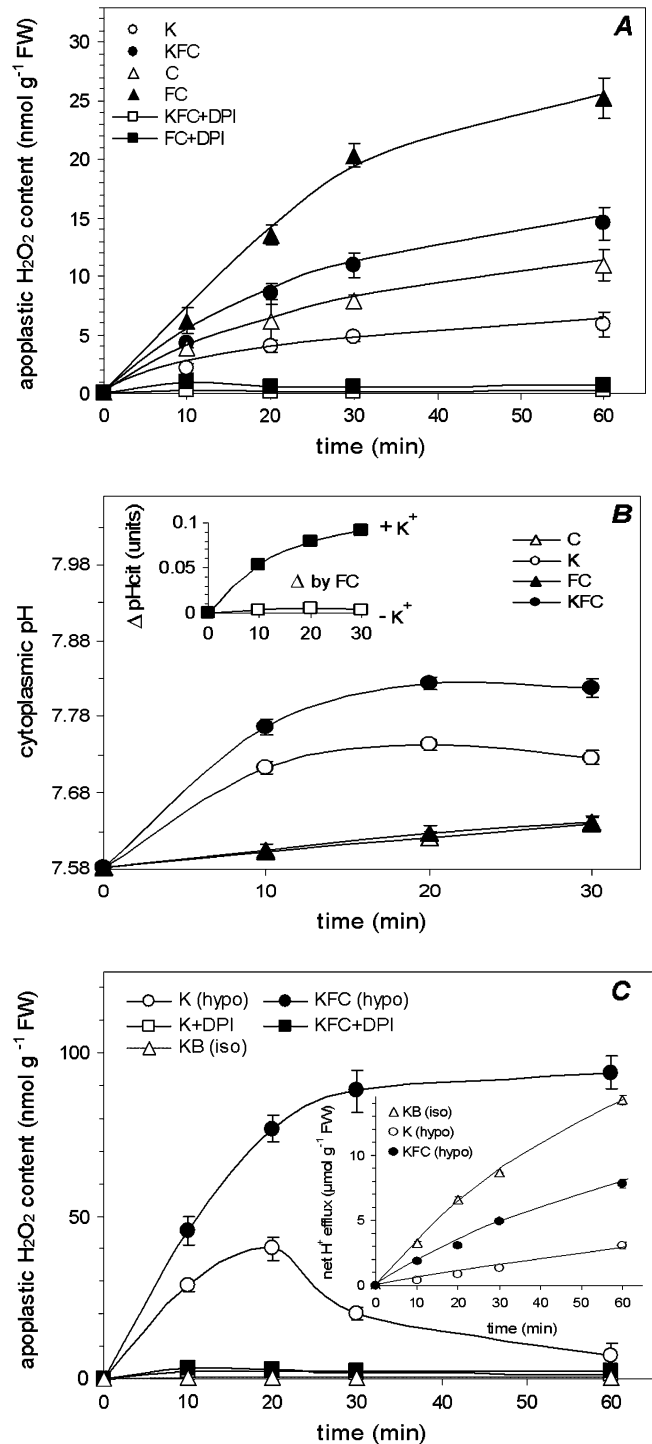 A
K
KFC
C
FC
KFC+DPI
FC+DPI
apoplastic H₂O₂ content (nmol g⁻¹ FW)
30
25
20
15
10
5
0
0 10 20 30 40 50 60
time (min)
B
Δ pHcit (units)
0.1
0.05
0
+K⁺
Δ by FC
-K⁺
0 10 20 30
C
K
FC
KFC
cytoplasmic pH
7.98
7.88
7.78
7.68
7.58
0 10 20 30
time (min)
C
K (hypo) KFC (hypo)
K+DPI KFC+DPI
KB (iso)
apoplastic H₂O₂ content (nmol g⁻¹ FW)
100
50
0
net H⁺ efflux (µmol g⁻¹ FW)
15
10
5
0
KB (iso)
K (hypo)
KFC (hypo)
0 10 20 30 40 50 60
time (min)
0 10 20 30 40 50 60
time (min)